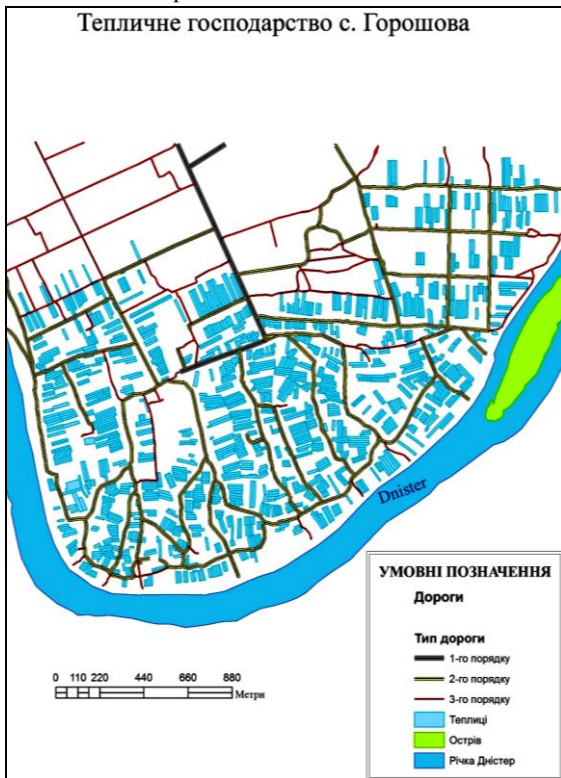 Тепличне господарство с. Горошова
Dnister
УМОВНІ ПОЗНАЧЕННЯ
Дороги
Тип дороги
1-го порядку
2-го порядку
3-го порядку
Теплиці
Острів
Річка Дністер
0 110 220 440 660 880
Метри